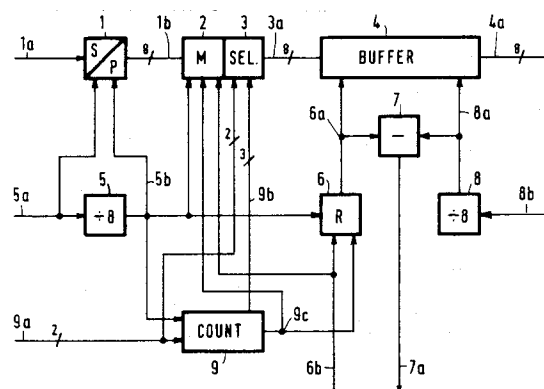 1 2 3 4
1a S P 8 1b M SEL. 3a 8 BUFFER 4a 8
6a 7 8a
2 − 3
5a 5 ÷8 5b 9b 6 R 8 ÷8 8b
9a 2 COUNT 9c
9 6b 7a